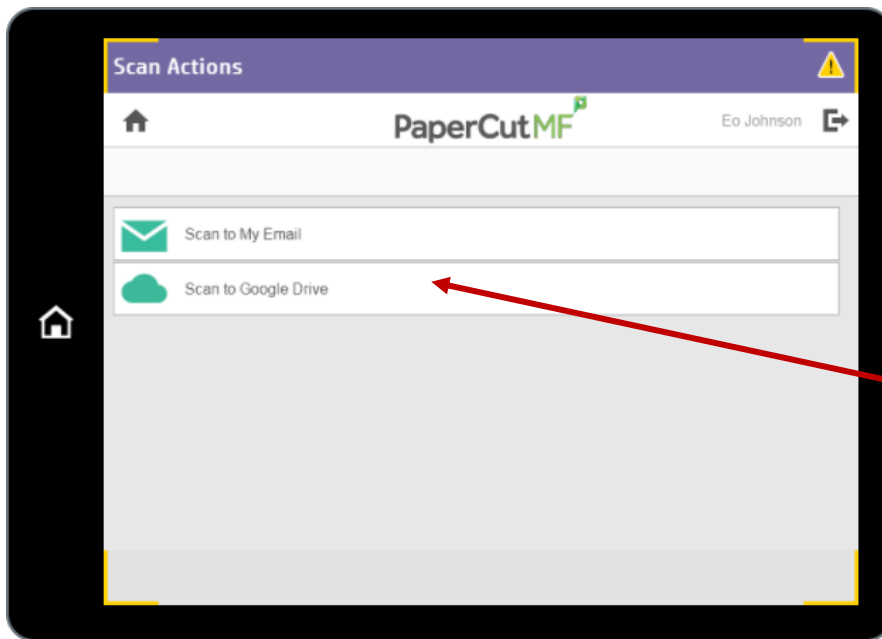 Scan Actions
PaperCutMF
Eo Johnson
Scan to My Email
Scan to Google Drive